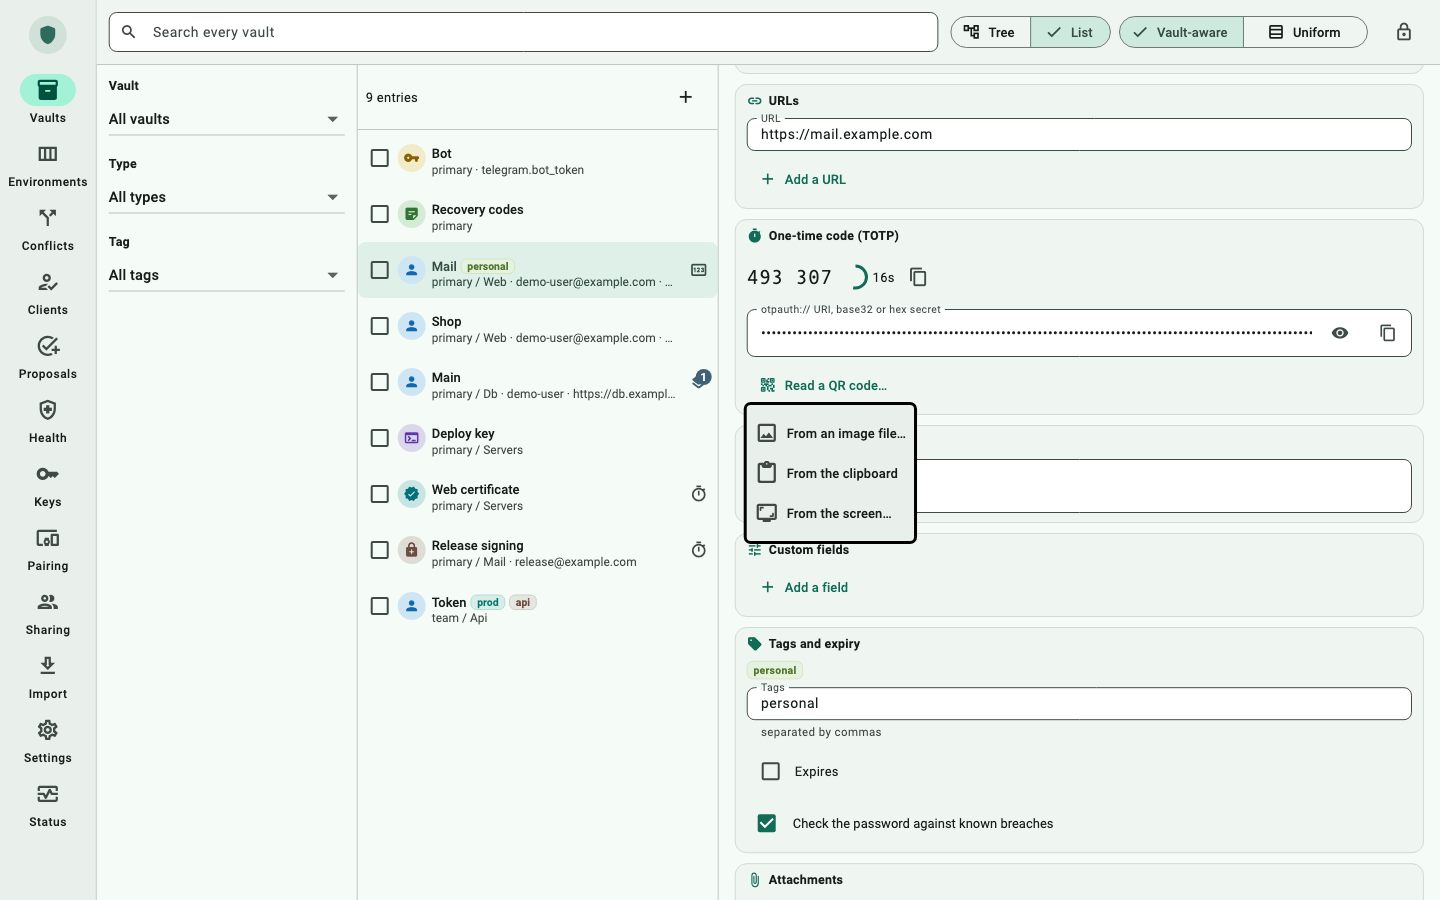 Search every vault
Tree
List
Vault-aware
Uniform
Vaults
Environments
Conflicts
Clients
Proposals
Health
Keys
Pairing
Sharing
Import
Settings
Status
Vault
All vaults
Type
All types
Tag
All tags
9 entries
Bot
primary · telegram.bot_token
Recovery codes
primary
Mail personal
primary / Web · demo-user@example.com · …
123
Shop
primary / Web · demo-user@example.com · …
Main
primary / Db · demo-user · https://db.exampl…
1
Deploy key
primary / Servers
Web certificate
primary / Servers
Release signing
primary / Mail · release@example.com
Token prod api
team / Api
URLs
URL
https://mail.example.com
Add a URL
One-time code (TOTP)
493 307 16s
otpauth:// URI, base32 or hex secret
Read a QR code…
From an image file…
From the clipboard
From the screen…
Custom fields
Add a field
Tags and expiry
personal
Tags
personal
separated by commas
Expires
Check the password against known breaches
Attachments